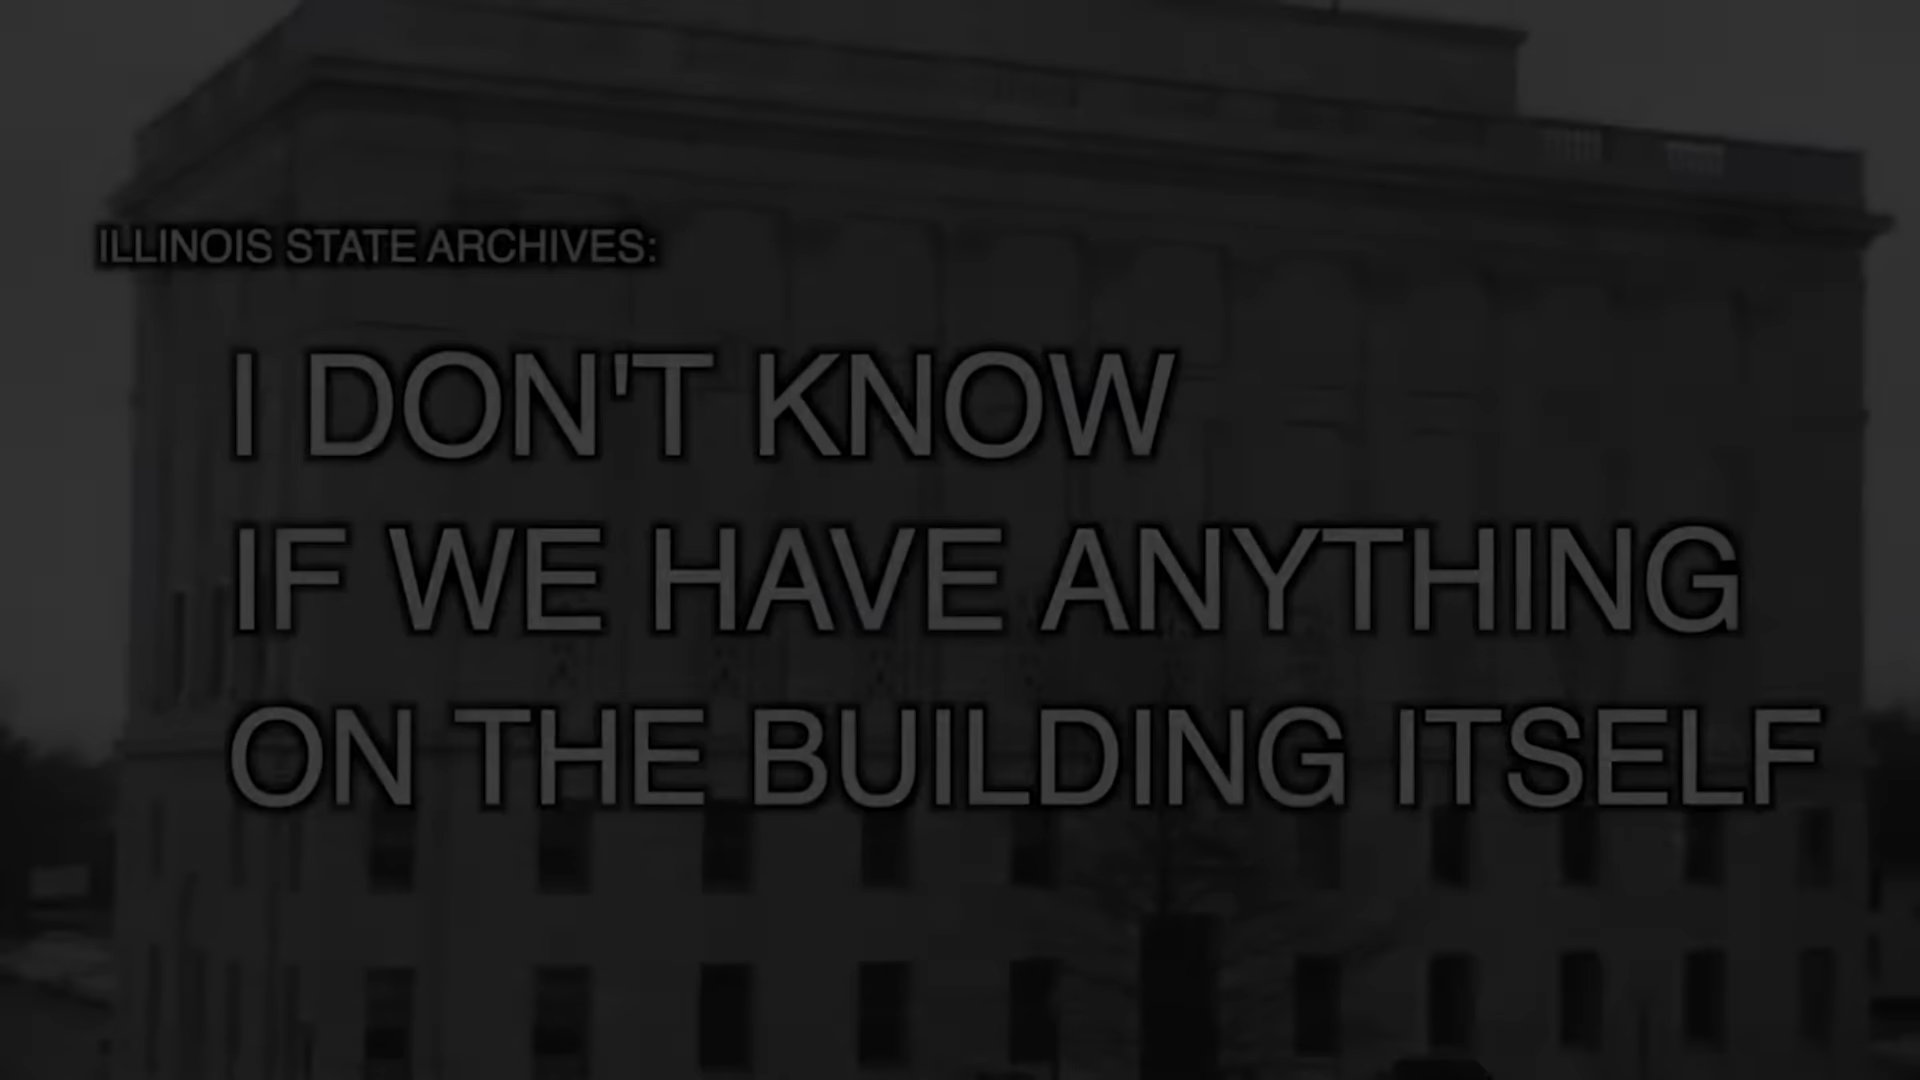 ILLINOIS STATE ARCHIVES:
I DON'T KNOW
IF WE HAVE ANYTHING
ON THE BUILDING ITSELF